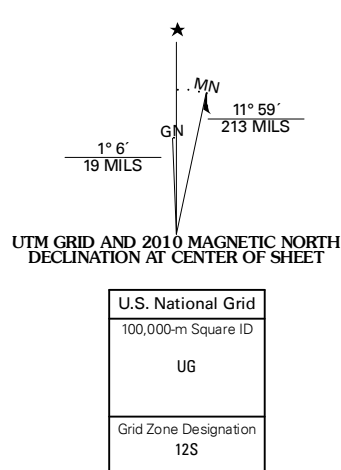 ★
MN
GN
11° 59´
213 MILS
1° 6´
19 MILS
UTM GRID AND 2010 MAGNETIC NORTH
DECLINATION AT CENTER OF SHEET
U.S. National Grid
100,000-m Square ID
UG
Grid Zone Designation
12S